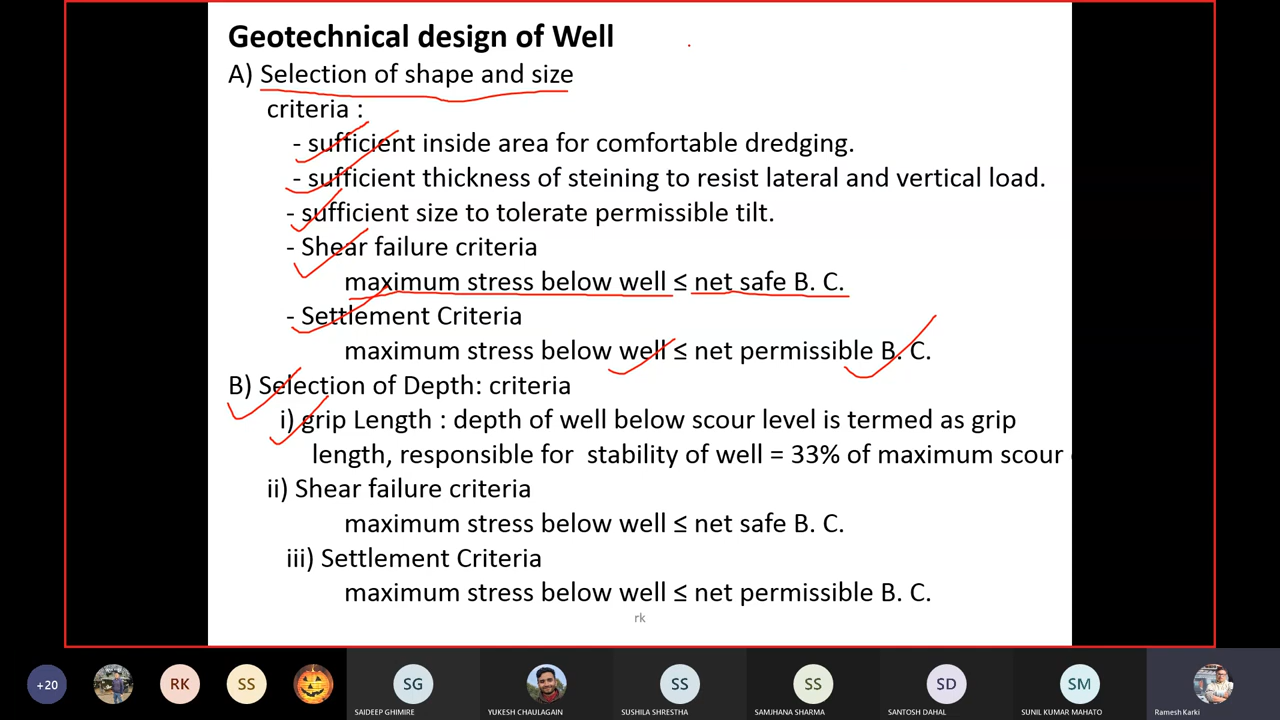 Geotechnical design of Well
A) Selection of shape and size
criteria :
- sufficient inside area for comfortable dredging.
- sufficient thickness of steining to resist lateral and vertical load.
- sufficient size to tolerate permissible tilt.
- Shear failure criteria
maximum stress below well ≤ net safe B. C.
- Settlement Criteria
maximum stress below well ≤ net permissible B. C.
B) Selection of Depth: criteria
i) grip Length : depth of well below scour level is termed as grip
length, responsible for stability of well = 33% of maximum scour
ii) Shear failure criteria
maximum stress below well ≤ net safe B. C.
iii) Settlement Criteria
maximum stress below well ≤ net permissible B. C.
rk
+20 RK SS SG SS SS SD SM
SAIDEEP GHIMIRE YUKESH CHAULAGAIN SUSHILA SHRESTHA SAMJHANA SHARMA SANTOSH DAHAL SUNIL KUMAR MAHATO Ramesh Karki